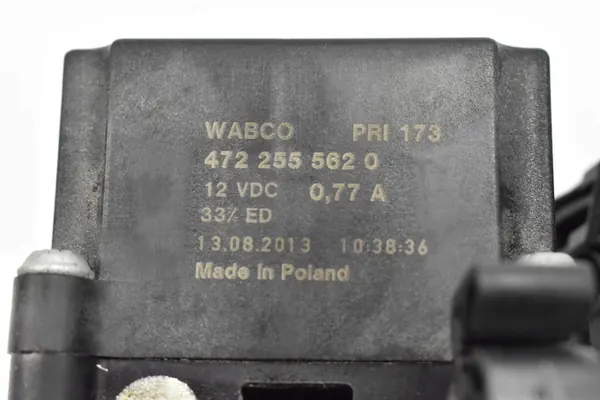 WABCO PRI 173
472 255 562 0
12 VDC 0,77 A
33% ED
13.08.2013 10:38:36
Made In Poland